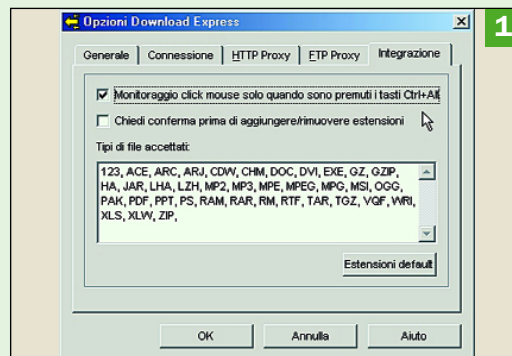 Opzioni Download Express
1
Generale Connessione HTTP Proxy FTP Proxy Integrazione
Monitoraggio click mouse solo quando sono premuti i tasti Ctrl+Alt
Chiedi conferma prima di aggiungere/rimuovere estensioni
Tipi di file accettati:
123, ACE, ARC, ARJ, CDW, CHM, DOC, DVI, EXE, GZ, GZIP,
HA, JAR, LHA, LZH, MP2, MP3, MPE, MPEG, MPG, MSI, OGG,
PAK, PDF, PPT, PS, RAM, RAR, RM, RTF, TAR, TGZ, VQF, WRI,
XLS, XLW, ZIP,
Estensioni default
OK Annulla Aiuto